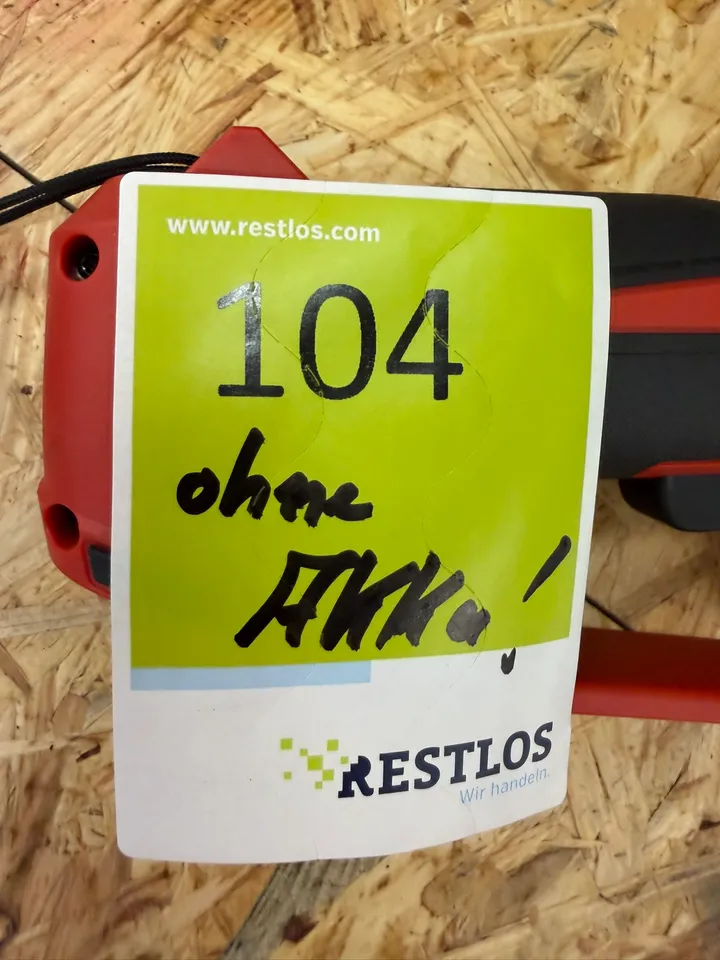 www.restlos.com
104
ohne
AKKu!
RESTLOS
Wir handeln.